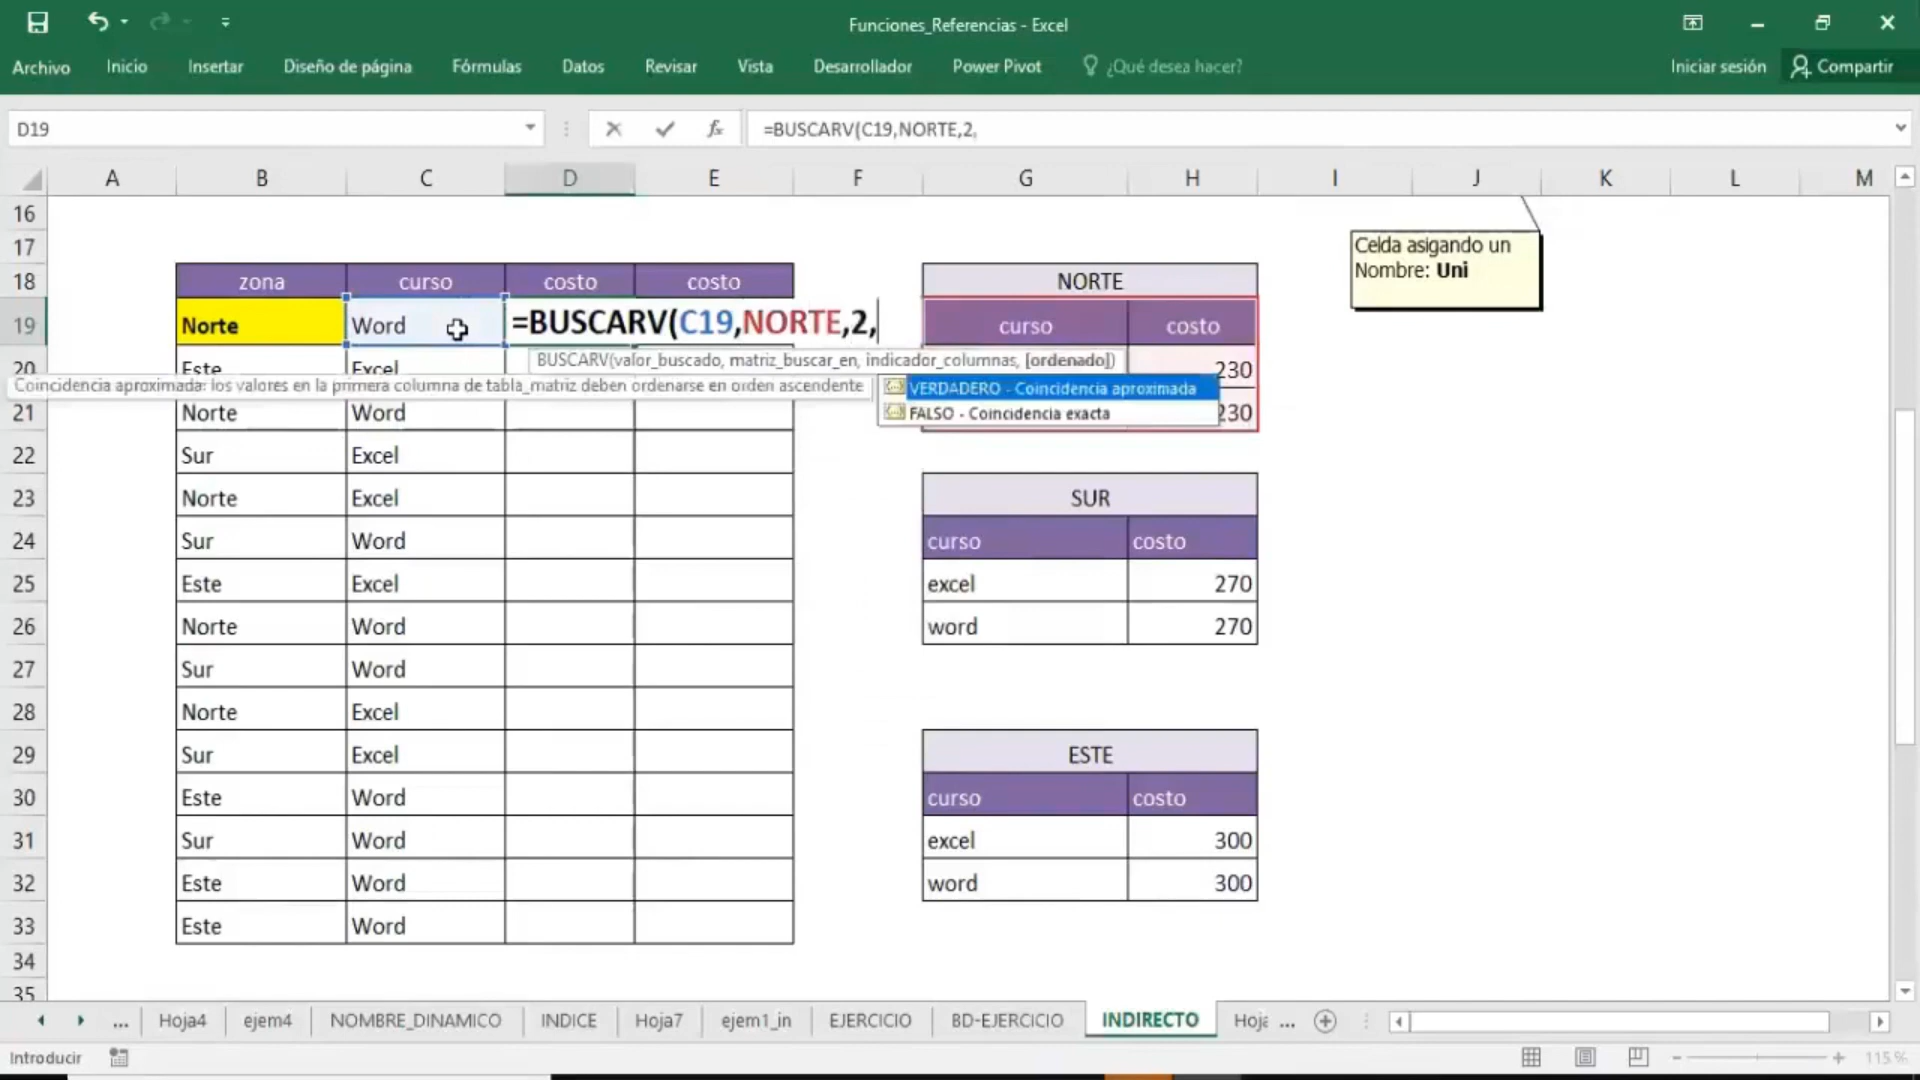 Funciones_Referencias - Excel
Archivo Inicio Insertar Diseño de página Fórmulas Datos Revisar Vista Desarrollador Power Pivot ¿Qué desea hacer? Iniciar sesión Compartir
D19 fx =BUSCARV(C19,NORTE,2,
A B C D E F G H I J K L M
16
17
Celda asigando un
Nombre: Uni
18 zona curso costo costo NORTE
19 Norte Word =BUSCARV(C19,NORTE,2, curso costo
BUSCARV(valor_buscado, matriz_buscar_en, indicador_columnas, [ordenado])
20 Este Excel 230
Coincidencia aproximada: los valores en la primera columna de tabla_matriz deben ordenarse en orden ascendente
VERDADERO - Coincidencia aproximada
FALSO - Coincidencia exacta
21 Norte Word 230
22 Sur Excel
23 Norte Excel SUR
24 Sur Word curso costo
25 Este Excel excel 270
26 Norte Word word 270
27 Sur Word
28 Norte Excel
29 Sur Excel ESTE
30 Este Word curso costo
31 Sur Word excel 300
32 Este Word word 300
33 Este Word
34
35
... Hoja4 ejem4 NOMBRE_DINAMICO INDICE Hoja7 ejem1_in EJERCICIO BD-EJERCICIO INDIRECTO Hoja ...
Introducir 115 %